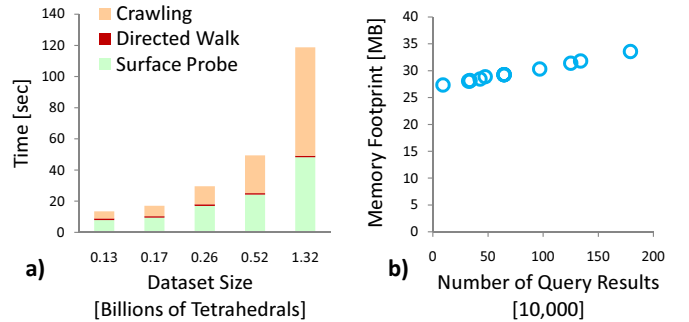 140
120
100
80
60
40
20
0
Time [sec]
Crawling
Directed Walk
Surface Probe
0.13 0.17 0.26 0.52 1.32
a)
Dataset Size
[Billions of Tetrahedrals]
40
35
30
25
20
15
10
5
0
Memory Footprint [MB]
0 50 100 150 200
b)
Number of Query Results
[10,000]